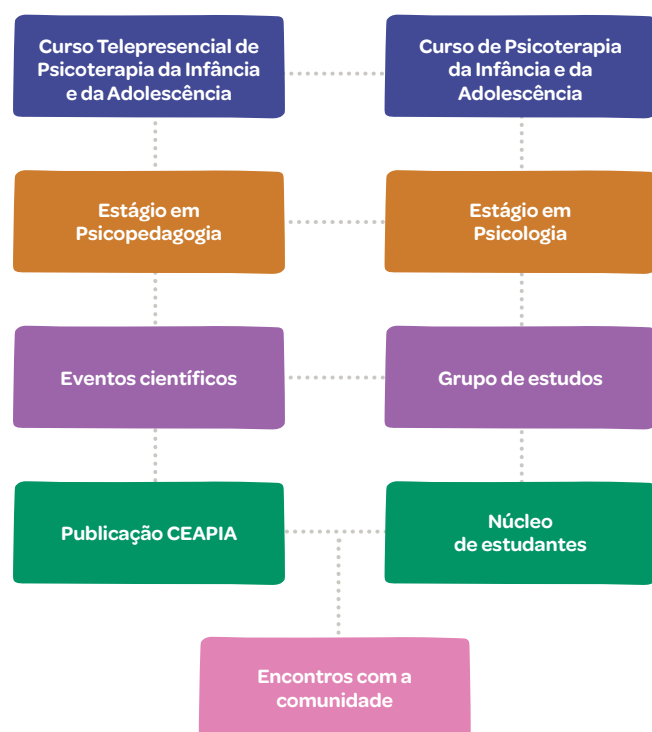 Curso Telepresencial de
Psicoterapia da Infância
e da Adolescência
Curso de Psicoterapia
da Infância e da
Adolescência
Estágio em
Psicopedagogia
Estágio em
Psicologia
Eventos científicos
Grupo de estudos
Publicação CEAPIA
Núcleo
de estudantes
Encontros com a
comunidade